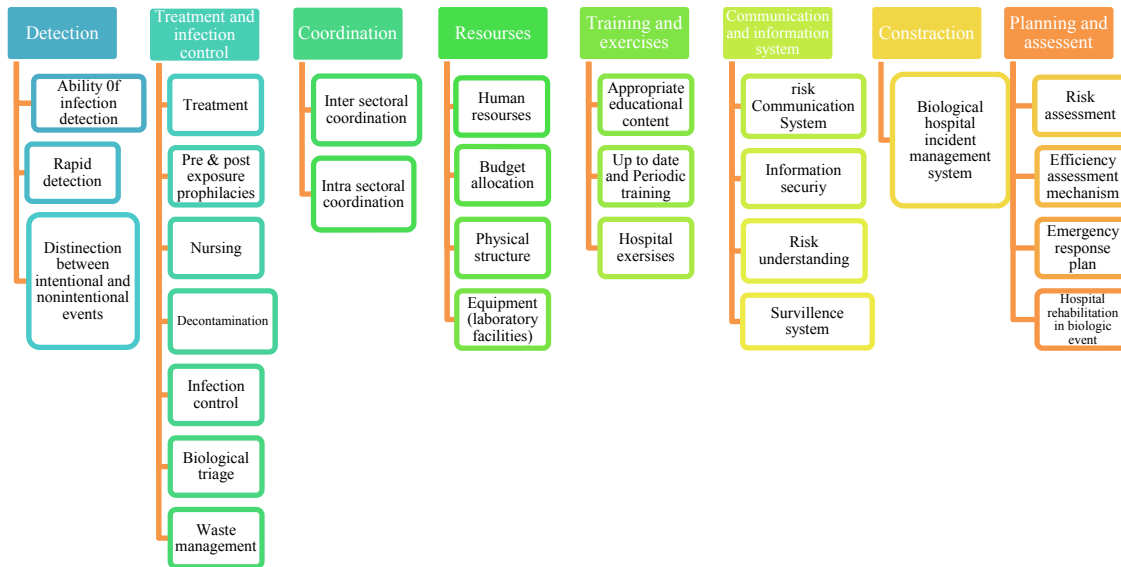 Detection
Ability 0f
infection
detection
Rapid
detection
Distinection
between
intentional and
nonintentional
events
Treatment and
infection
control
Treatment
Pre & post
exposure
prophilacies
Nursing
Decontamination
Infection
control
Biological
triage
Waste
management
Coordination
Inter sectoral
coordination
Intra sectoral
coordination
Resourses
Human
resourses
Budget
allocation
Physical
structure
Equipment
(laboratory
facilities)
Training and
exercises
Appropriate
educational
content
Up to date
and Periodic
training
Hospital
exersises
Communication
and information
system
risk
Communication
System
Information
securiy
Risk
understanding
Survillence
system
Constraction
Biological
hospital
incident
management
system
Planning and
assessent
Risk
assessment
Efficiency
assessment
mechanism
Emergency
response
plan
Hospital
rehabilitation
in biologic
event